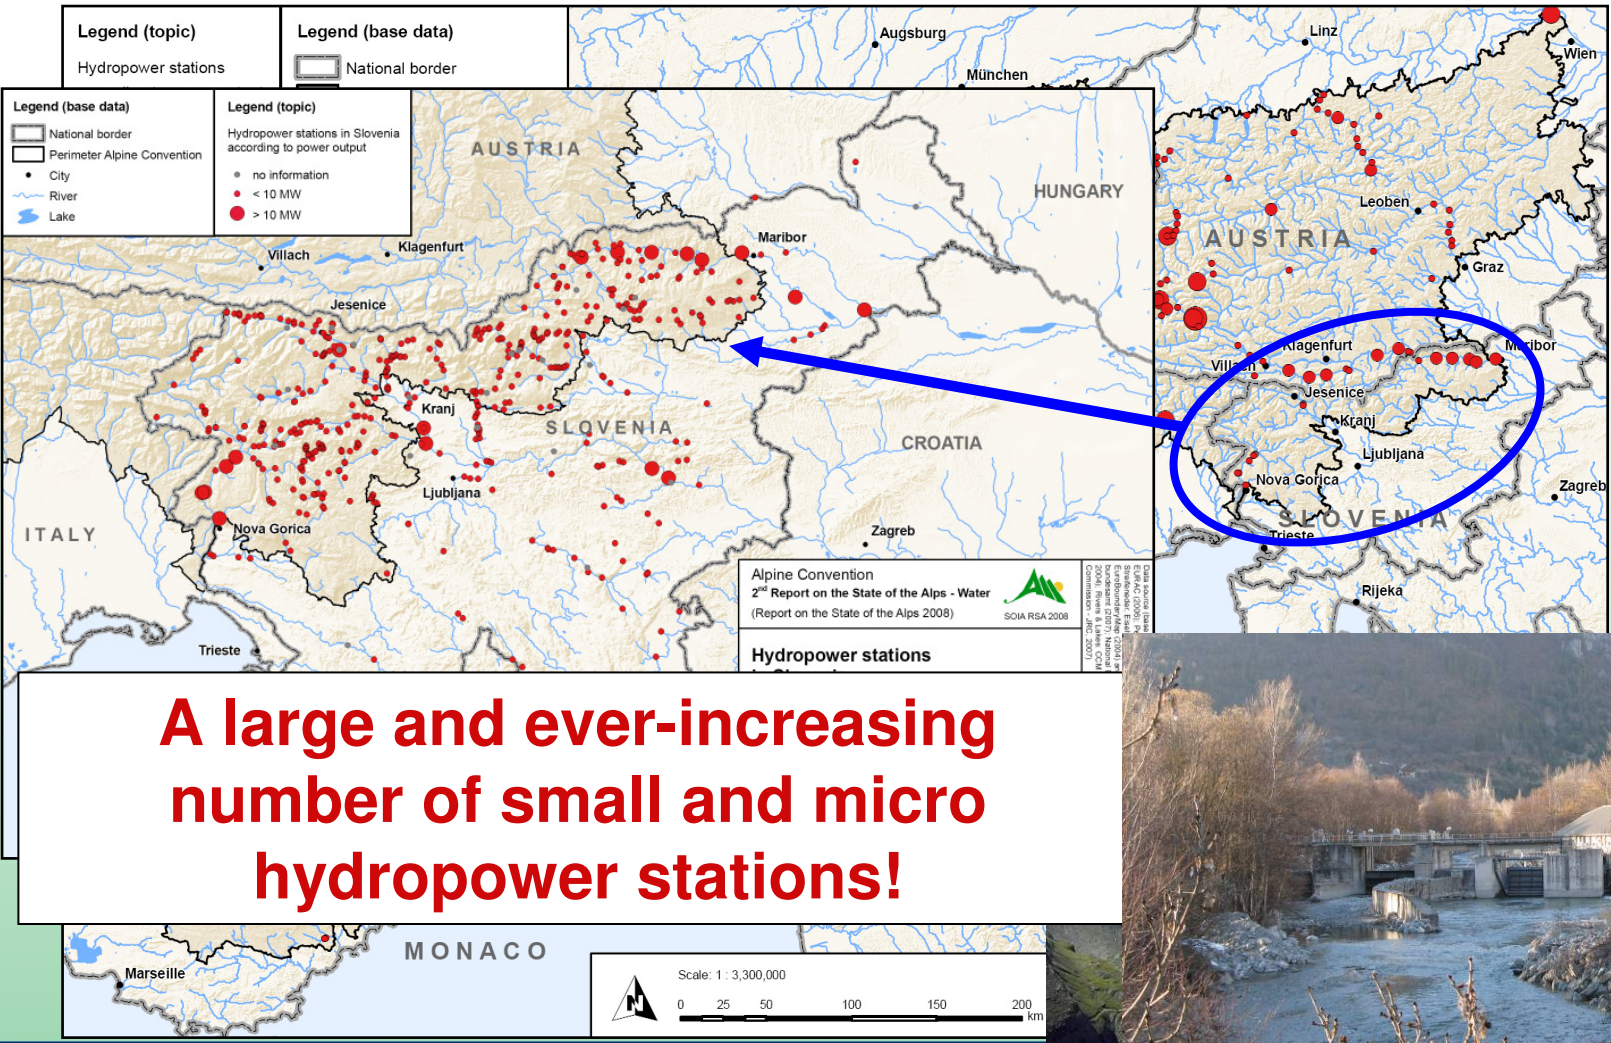 Legend (topic)
Hydropower stations
Legend (base data)
National border
Augsburg
München
Linz
Wien
Legend (base data)
National border
Perimeter Alpine Convention
City
River
Lake
Legend (topic)
Hydropower stations in Slovenia
according to power output
no information
< 10 MW
> 10 MW
AUSTRIA
HUNGARY
Maribor
Klagenfurt
Villach
Jesenice
Kranj
SLOVENIA
CROATIA
Ljubljana
ITALY
Nova Gorica
Zagreb
Trieste
Leoben
AUSTRIA
Graz
Klagenfurt
Maribor
Villach
Jesenice
Kranj
Ljubljana
Nova Gorica
Zagreb
SLOVENIA
Trieste
Rijeka
Alpine Convention
2nd Report on the State of the Alps - Water
(Report on the State of the Alps 2008)
SOIA RSA 2008
Hydropower stations
A large and ever-increasing
number of small and micro
hydropower stations!
MONACO
Marseille
N
Scale: 1 : 3,300,000
0 25 50 100 150 200
km